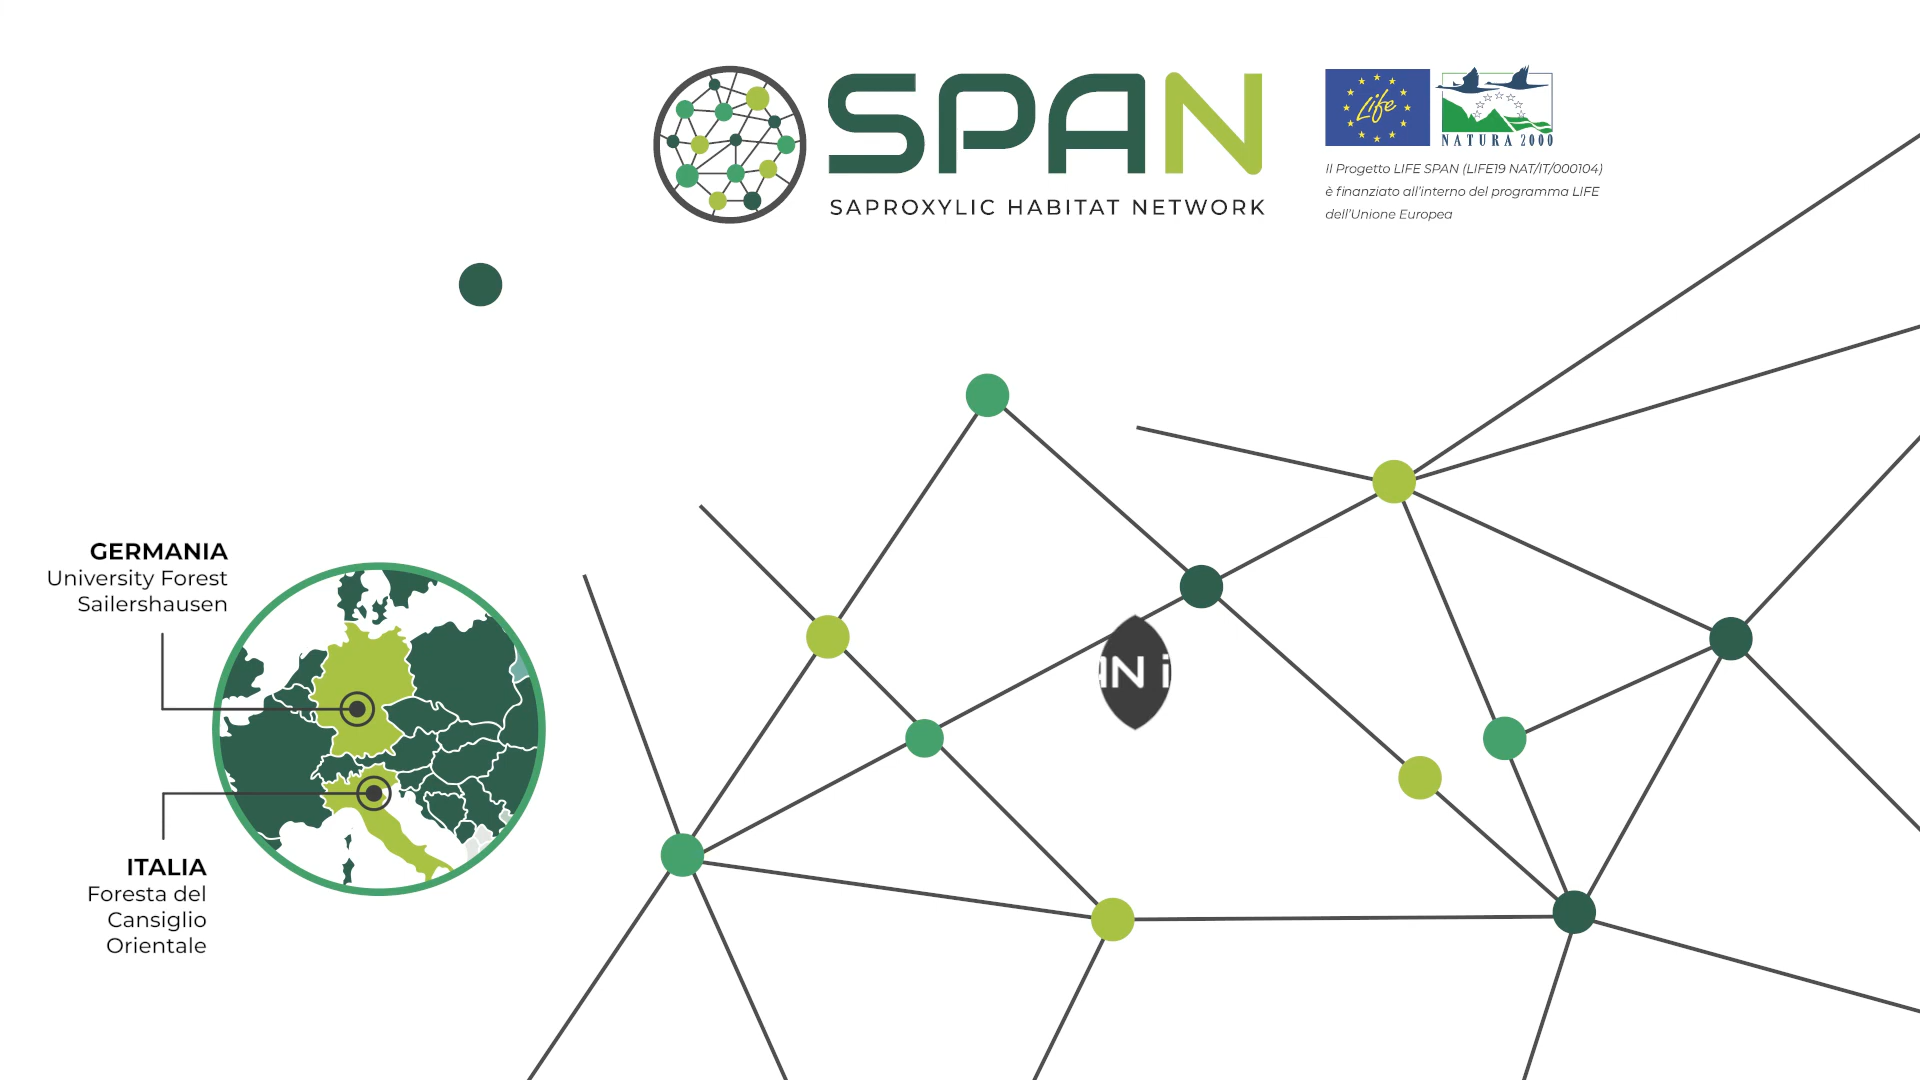 SPAN
SAPROXYLIC HABITAT NETWORK
Life
NATURA 2000
Il Progetto LIFE SPAN (LIFE19 NAT/IT/000104)
è finanziato all'interno del programma LIFE
dell'Unione Europea
GERMANIA
University Forest
Sailershausen
ITALIA
Foresta del
Cansiglio
Orientale